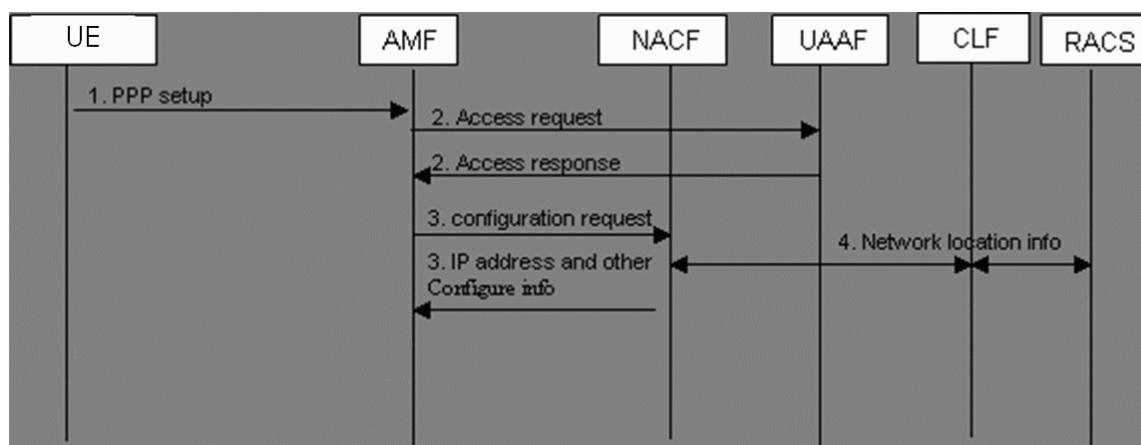 UE
AMF
NACF
UAAF
CLF
RACS
1. PPP setup
2. Access request
2. Access response
3. configuration request
4. Network location info
3. IP address and other
Configure info